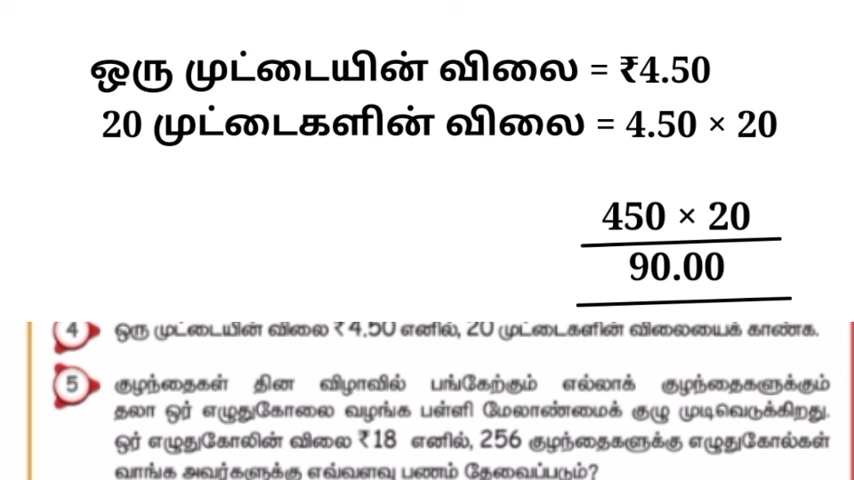 ஒரு முட்டையின் விலை = ₹4.50
20 முட்டைகளின் விலை = 4.50 × 20
450 × 20
90.00
4 ஒரு முட்டையின் விலை ₹4.50 எனில், 20 முட்டைகளின் விலையைக் காண்க.
5 குழந்தைகள் தின விழாவில் பங்கேற்கும் எல்லாக் குழந்தைகளுக்கும்
தலா ஓர் எழுதுகோலை வழங்க பள்ளி மேலாண்மைக் குழு முடிவெடுக்கிறது.
ஓர் எழுதுகோலின் விலை ₹18 எனில், 256 குழந்தைகளுக்கு எழுதுகோல்கள்
வாங்க அவர்களுக்கு எவ்வளவு பணம் தேவைப்படும்?